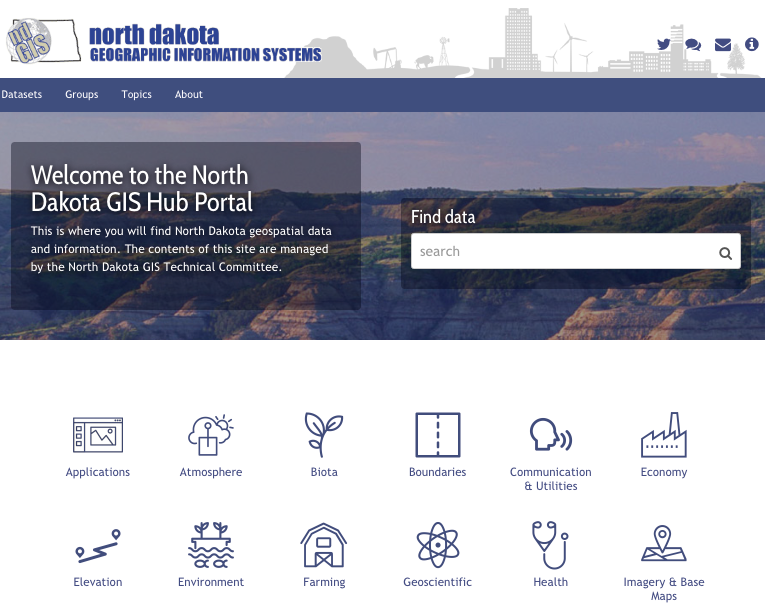 ndGIS
north dakota
GEOGRAPHIC INFORMATION SYSTEMS
Datasets Groups Topics About
Welcome to the North
Dakota GIS Hub Portal
This is where you will find North Dakota geospatial data
and information. The contents of this site are managed
by the North Dakota GIS Technical Committee.
Find data
search
Applications
Atmosphere
Biota
Boundaries
Communication
& Utilities
Economy
Elevation
Environment
Farming
Geoscientific
Health
Imagery & Base
Maps